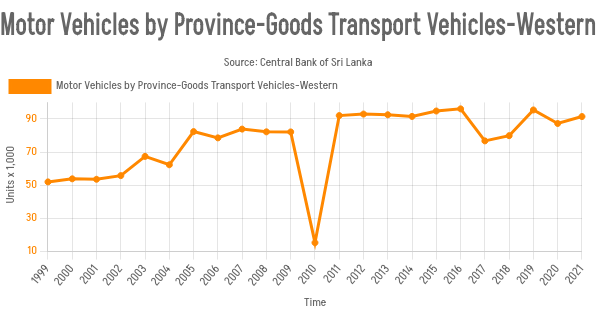 Motor Vehicles by Province-Goods Transport Vehicles-Western
Source: Central Bank of Sri Lanka
Motor Vehicles by Province-Goods Transport Vehicles-Western
Units x 1,000
90
70
50
30
10
1999 2000 2001 2002 2003 2004 2005 2006 2007 2008 2009 2010 2011 2012 2013 2014 2015 2016 2017 2018 2019 2020 2021
Time